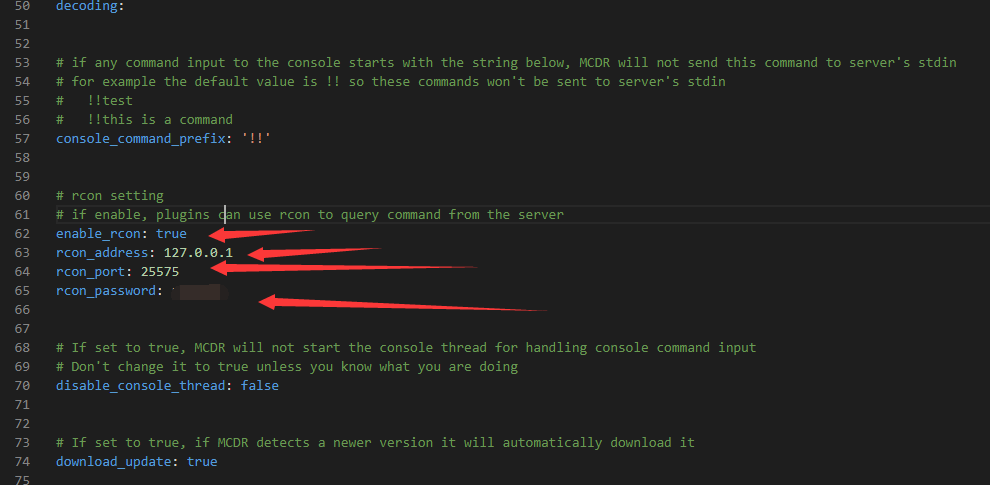 50 decoding:
51
52
53 # if any command input to the console starts with the string below, MCDR will not send this command to server's stdin
54 # for example the default value is !! so these commands won't be sent to server's stdin
55 #   !!test
56 #   !!this is a command
57 console_command_prefix: '!!'
58
59
60 # rcon setting
61 # if enable, plugins can use rcon to query command from the server
62 enable_rcon: true
63 rcon_address: 127.0.0.1
64 rcon_port: 25575
65 rcon_password:
66
67
68 # If set to true, MCDR will not start the console thread for handling console command input
69 # Don't change it to true unless you know what you are doing
70 disable_console_thread: false
71
72
73 # If set to true, if MCDR detects a newer version it will automatically download it
74 download_update: true
75